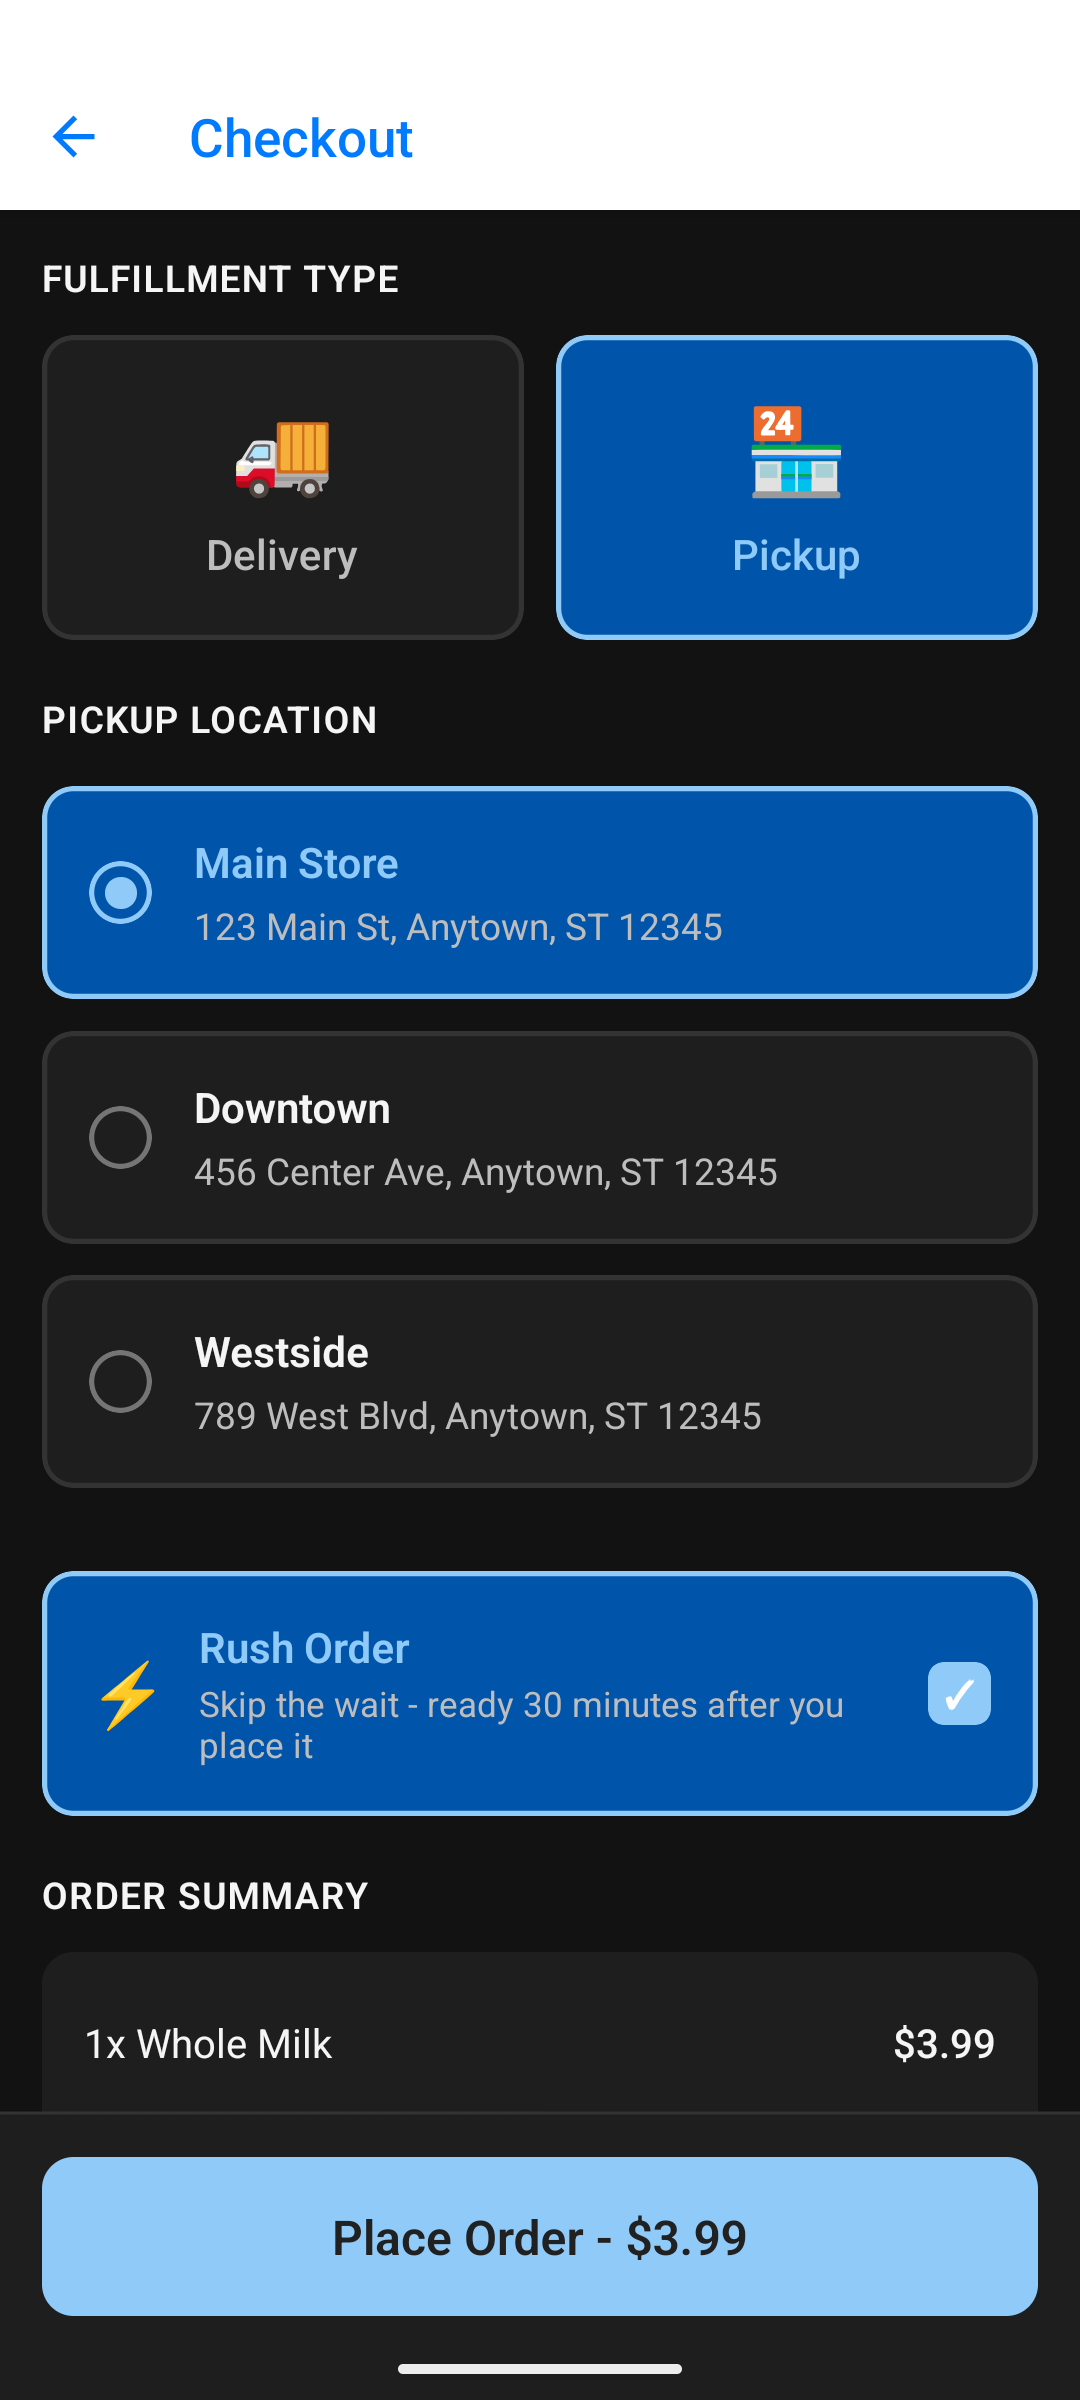 Checkout
FULFILLMENT TYPE
24
Delivery
Pickup
PICKUP LOCATION
Main Store
123 Main St, Anytown, ST 12345
Downtown
456 Center Ave, Anytown, ST 12345
Westside
789 West Blvd, Anytown, ST 12345
Rush Order
Skip the wait - ready 30 minutes after you
place it
ORDER SUMMARY
1x Whole Milk $3.99
Place Order - $3.99